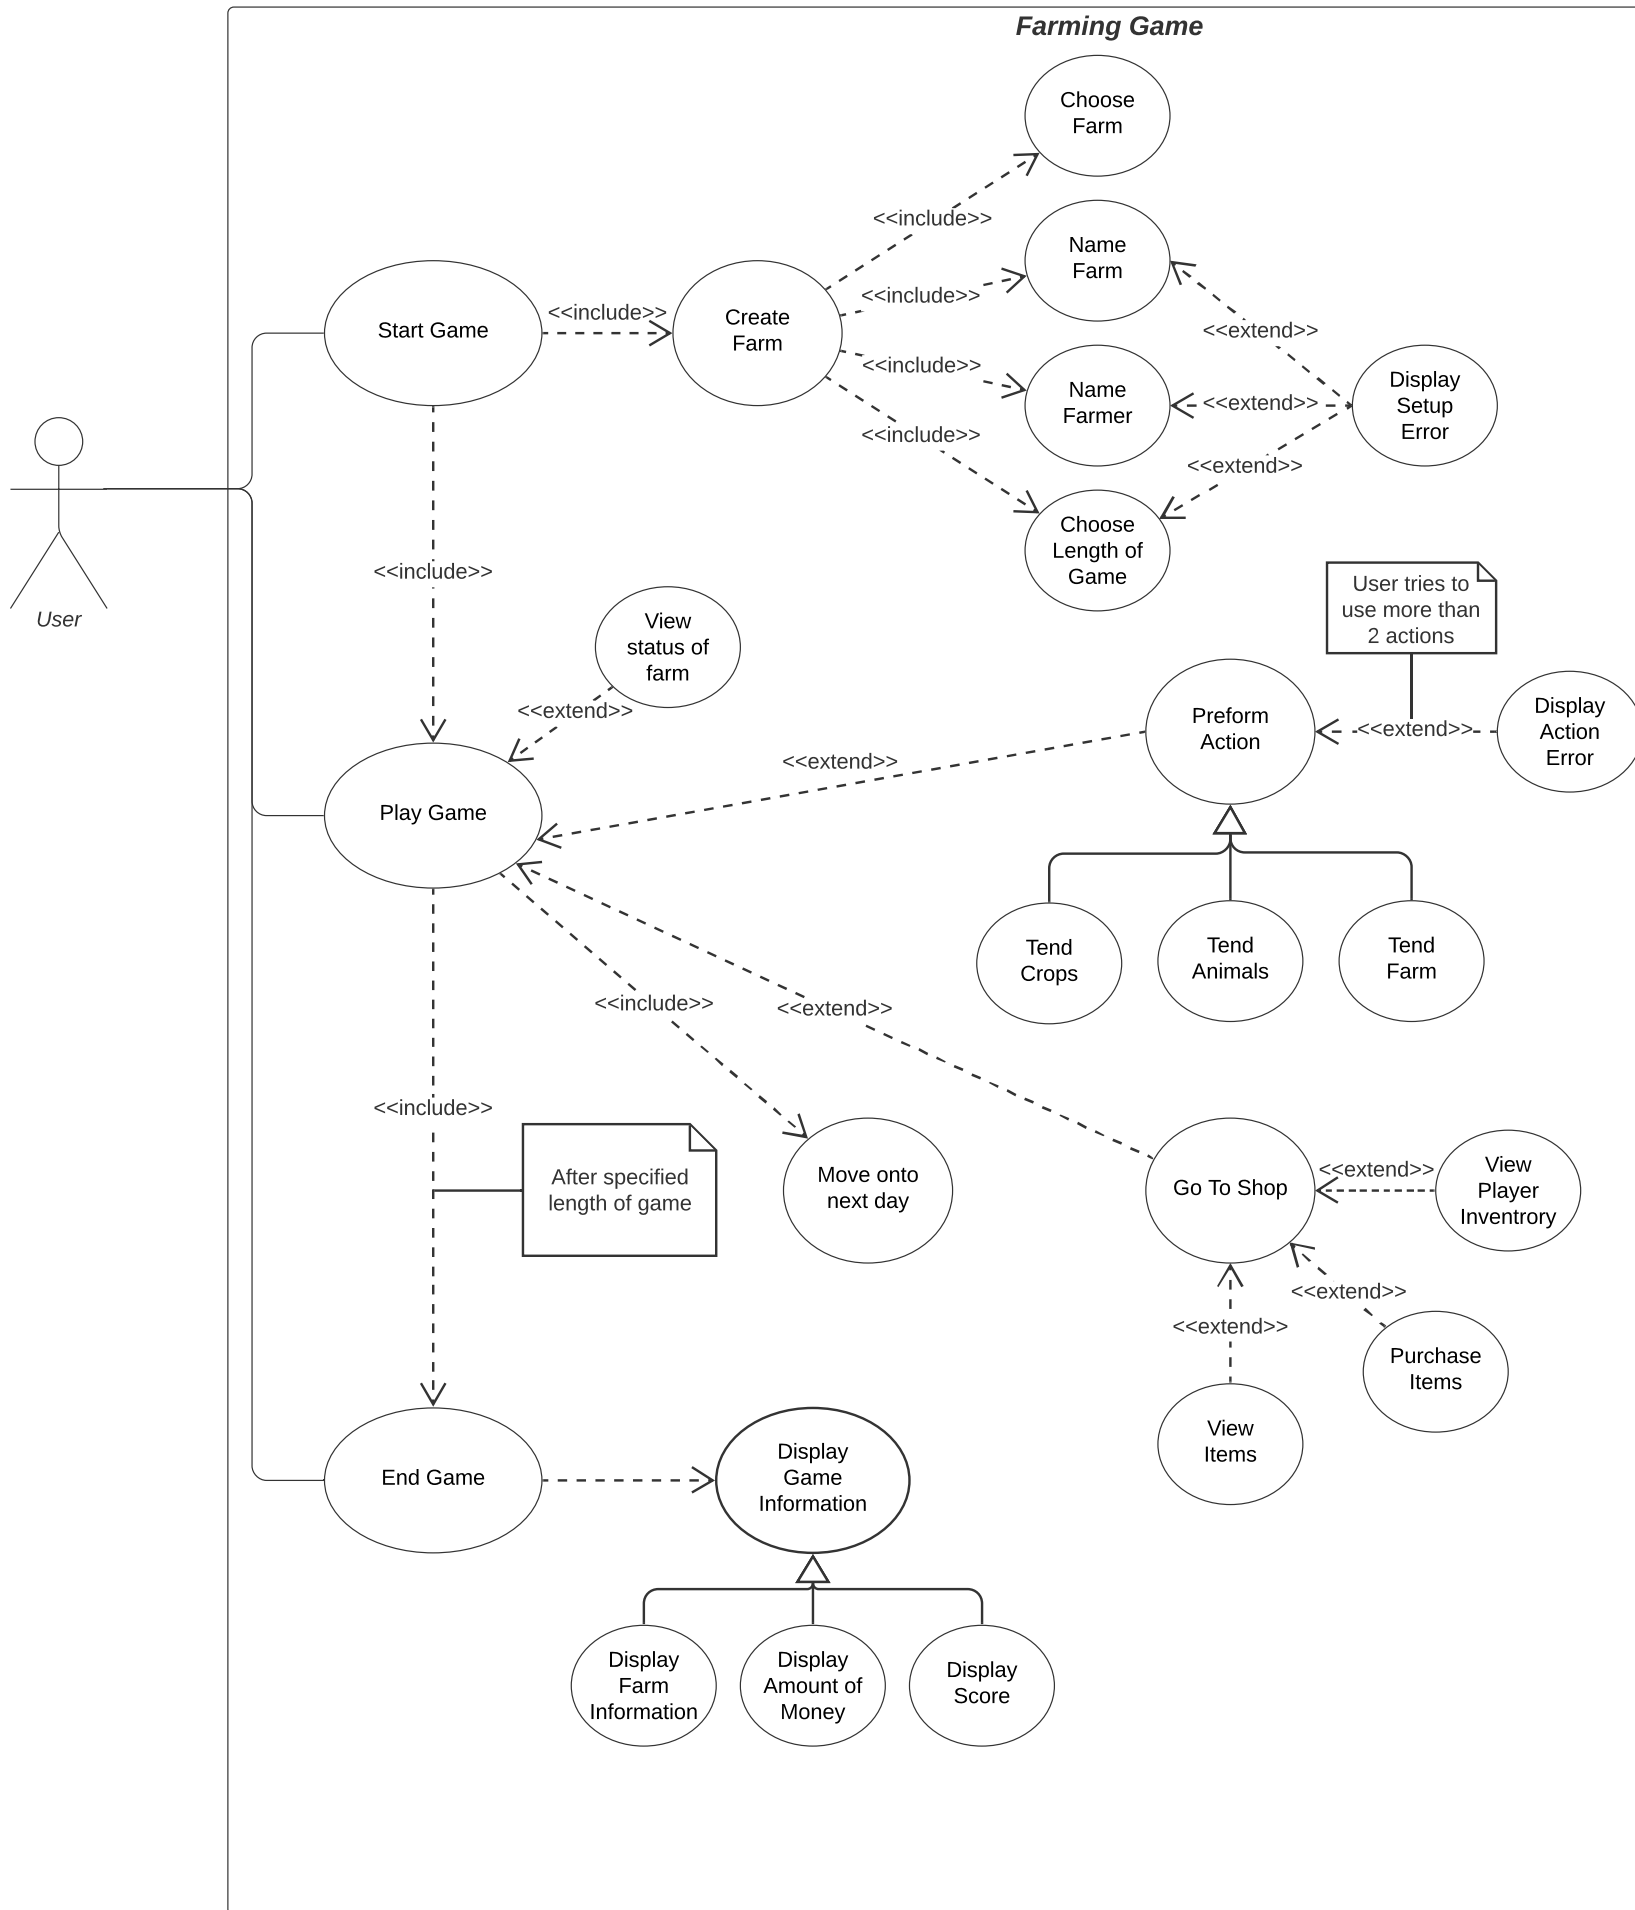 Farming Game
Choose
Farm
<<include>>
Name
Farm
<<include>>
Start Game
<<include>>
Create
Farm
<<extend>>
<<include>>
Name
Farmer
<<extend>>
Display
Setup
Error
<<include>>
<<extend>>
Choose
Length of
Game
User
<<include>>
View
status of
farm
User tries to
use more than
2 actions
<<extend>>
Preform
Action
<<extend>>
Display
Action
Error
<<extend>>
Play Game
Tend
Crops
Tend
Animals
Tend
Farm
<<include>>
<<extend>>
<<include>>
After specified
length of game
Move onto
next day
Go To Shop
<<extend>>
View
Player
Inventrory
<<extend>>
<<extend>>
Purchase
Items
View
Items
End Game
Display
Game
Information
Display
Farm
Information
Display
Amount of
Money
Display
Score